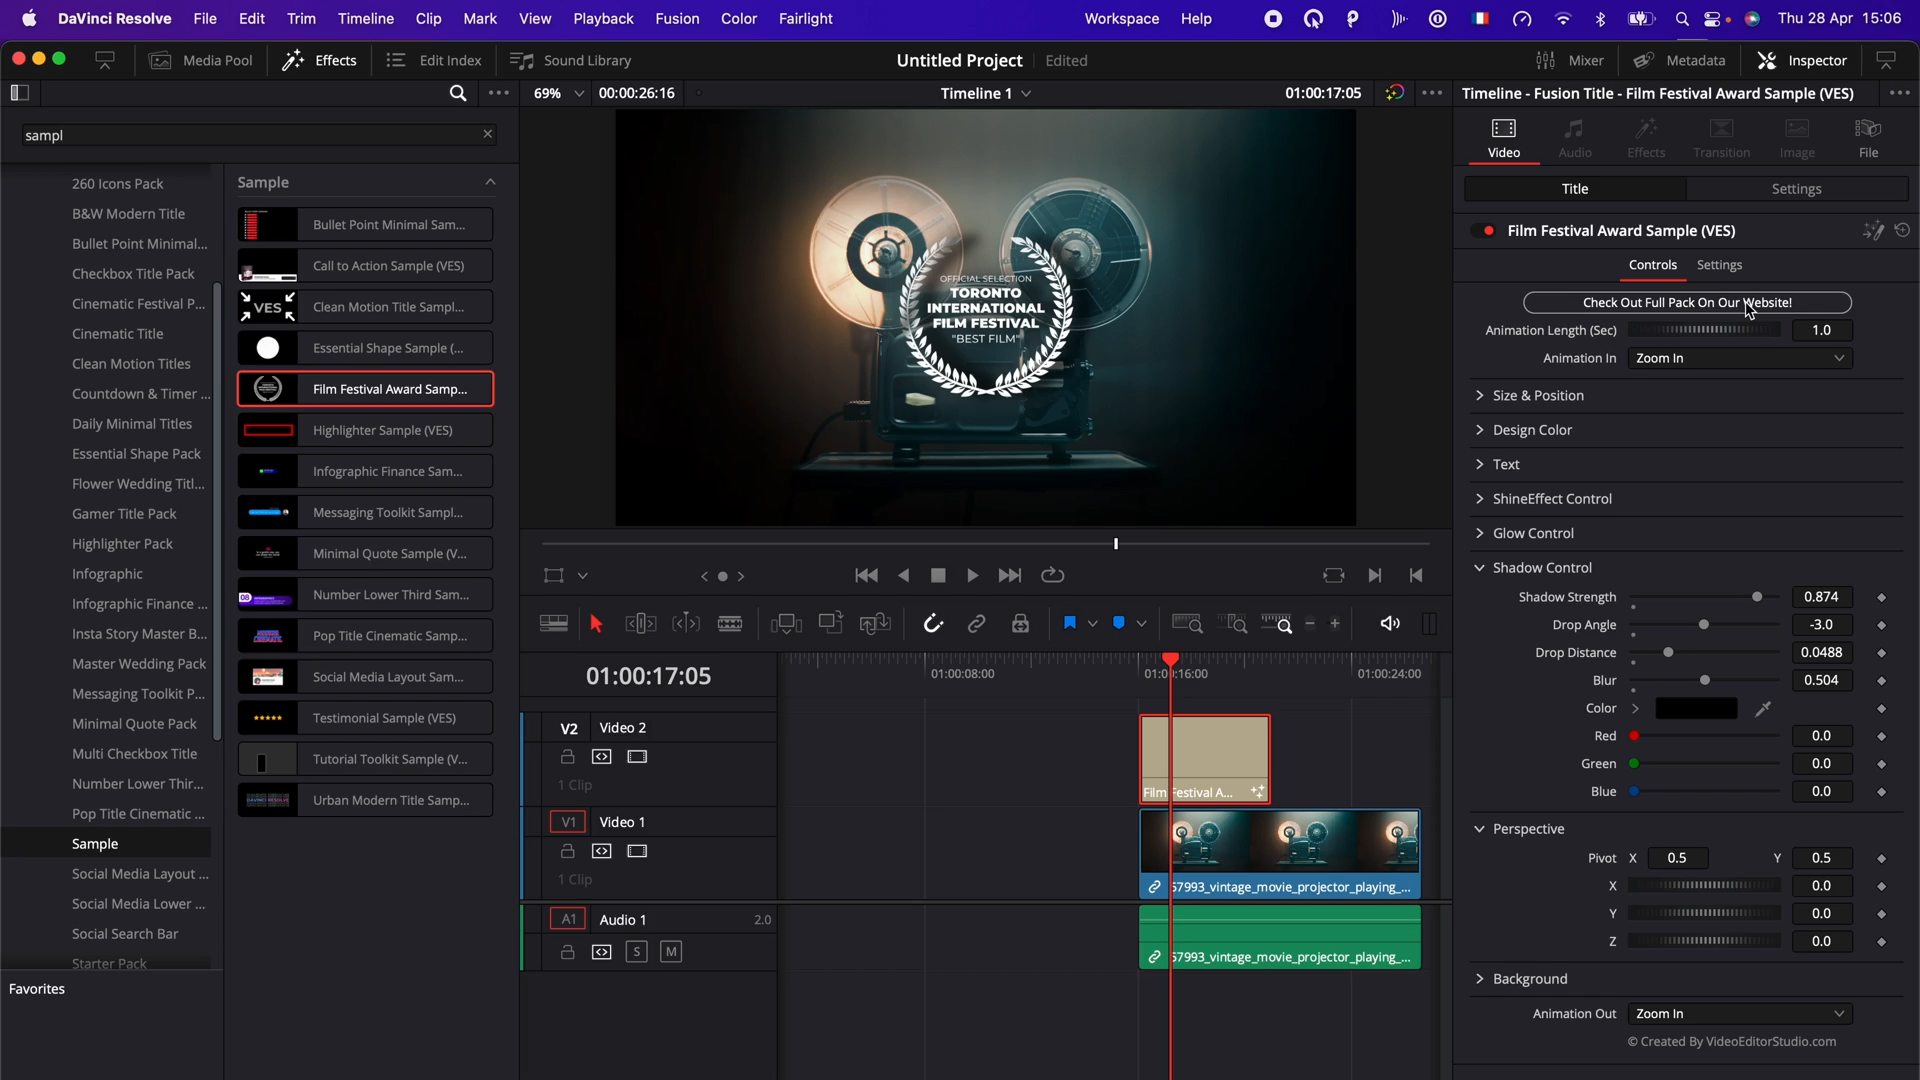 DaVinci Resolve File Edit Trim Timeline Clip Mark View Playback Fusion Color Fairlight Workspace Help Thu 28 Apr 15:06
Media Pool Effects Edit Index Sound Library Untitled Project Edited Mixer Metadata Inspector
69% 00:00:26:16 Timeline 1 01:00:17:05 Timeline - Fusion Title - Film Festival Award Sample (VES)
sampl
260 Icons Pack
B&W Modern Title
Bullet Point Minimal...
Checkbox Title Pack
Cinematic Festival P...
Cinematic Title
Clean Motion Titles
Countdown & Timer ...
Daily Minimal Titles
Essential Shape Pack
Flower Wedding Titl...
Gamer Title Pack
Highlighter Pack
Infographic
Infographic Finance ...
Insta Story Master B...
Master Wedding Pack
Messaging Toolkit P...
Minimal Quote Pack
Multi Checkbox Title
Number Lower Thir...
Pop Title Cinematic ...
Sample
Social Media Layout ...
Social Media Lower ...
Social Search Bar
Starter Pack
Favorites
Sample
Bullet Point Minimal Sam...
Call to Action Sample (VES)
VES Clean Motion Title Sampl...
Essential Shape Sample (...
Film Festival Award Samp...
Highlighter Sample (VES)
Infographic Finance Sam...
Messaging Toolkit Sampl...
Minimal Quote Sample (V...
08 Number Lower Third Sam...
Pop Title Cinematic Samp...
Social Media Layout Sam...
Testimonial Sample (VES)
Tutorial Toolkit Sample (V...
Urban Modern Title Samp...
OFFICIAL SELECTION
TORONTO
INTERNATIONAL
FILM FESTIVAL
"BEST FILM"
01:00:17:05 01:00:08:00 01:00:16:00 01:00:24:00
V2 Video 2
1 Clip
Film Festival A...
V1 Video 1
1 Clip
57993_vintage_movie_projector_playing_...
A1 Audio 1 2.0
S M
57993_vintage_movie_projector_playing_...
Video Audio Effects Transition Image File
Title Settings
Film Festival Award Sample (VES)
Controls Settings
Check Out Full Pack On Our Website!
Animation Length (Sec) 1.0
Animation In Zoom In
Size & Position
Design Color
Text
ShineEffect Control
Glow Control
Shadow Control
Shadow Strength 0.874
Drop Angle -3.0
Drop Distance 0.0488
Blur 0.504
Color
Red 0.0
Green 0.0
Blue 0.0
Perspective
Pivot X 0.5 Y 0.5
X 0.0
Y 0.0
Z 0.0
Background
Animation Out Zoom In
© Created By VideoEditorStudio.com